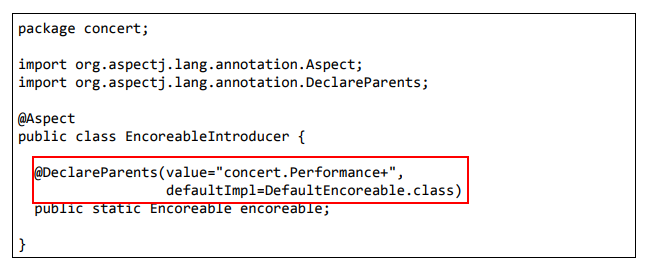 package concert;
import org.aspectj.lang.annotation.Aspect;
import org.aspectj.lang.annotation.DeclareParents;
@Aspect
public class EncoreableIntroducer {
@DeclareParents(value="concert.Performance+",
defaultImpl=DefaultEncoreable.class)
public static Encoreable encoreable;
}